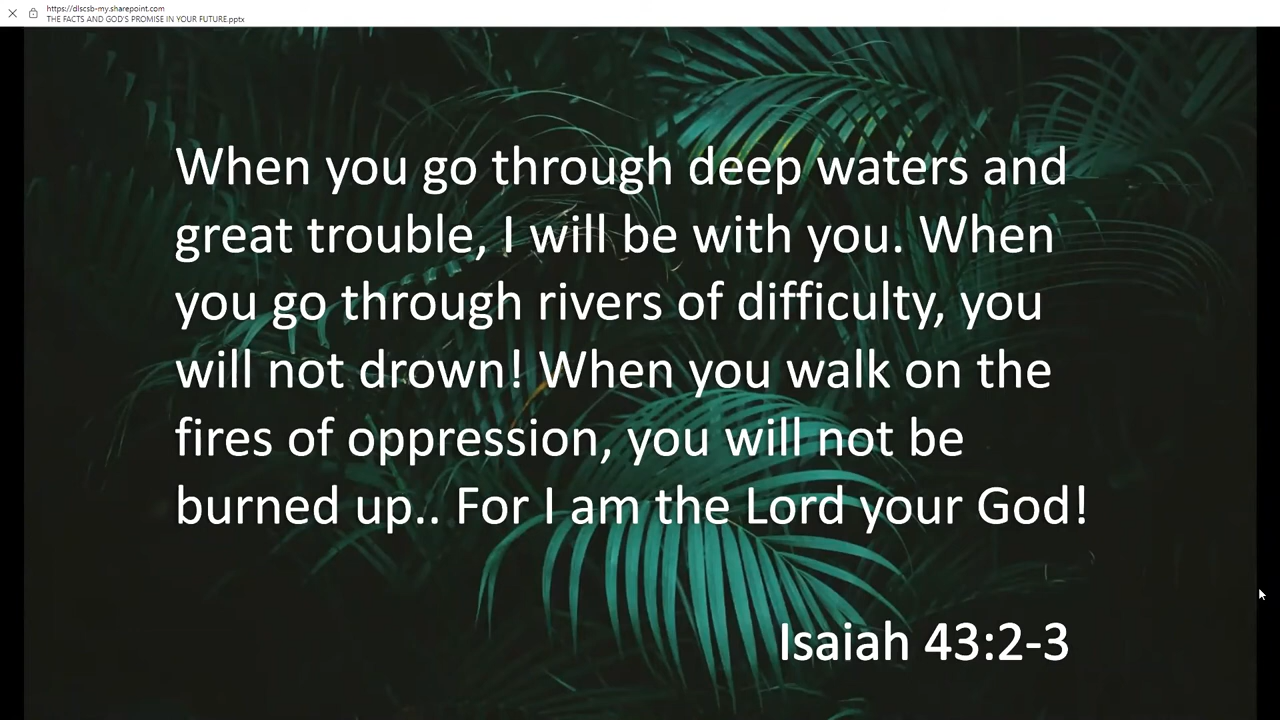 https://dlscsb-my.sharepoint.com
THE FACTS AND GOD'S PROMISE IN YOUR FUTURE.pptx
When you go through deep waters and
great trouble, I will be with you. When
you go through rivers of difficulty, you
will not drown! When you walk on the
fires of oppression, you will not be
burned up.. For I am the Lord your God!
Isaiah 43:2-3